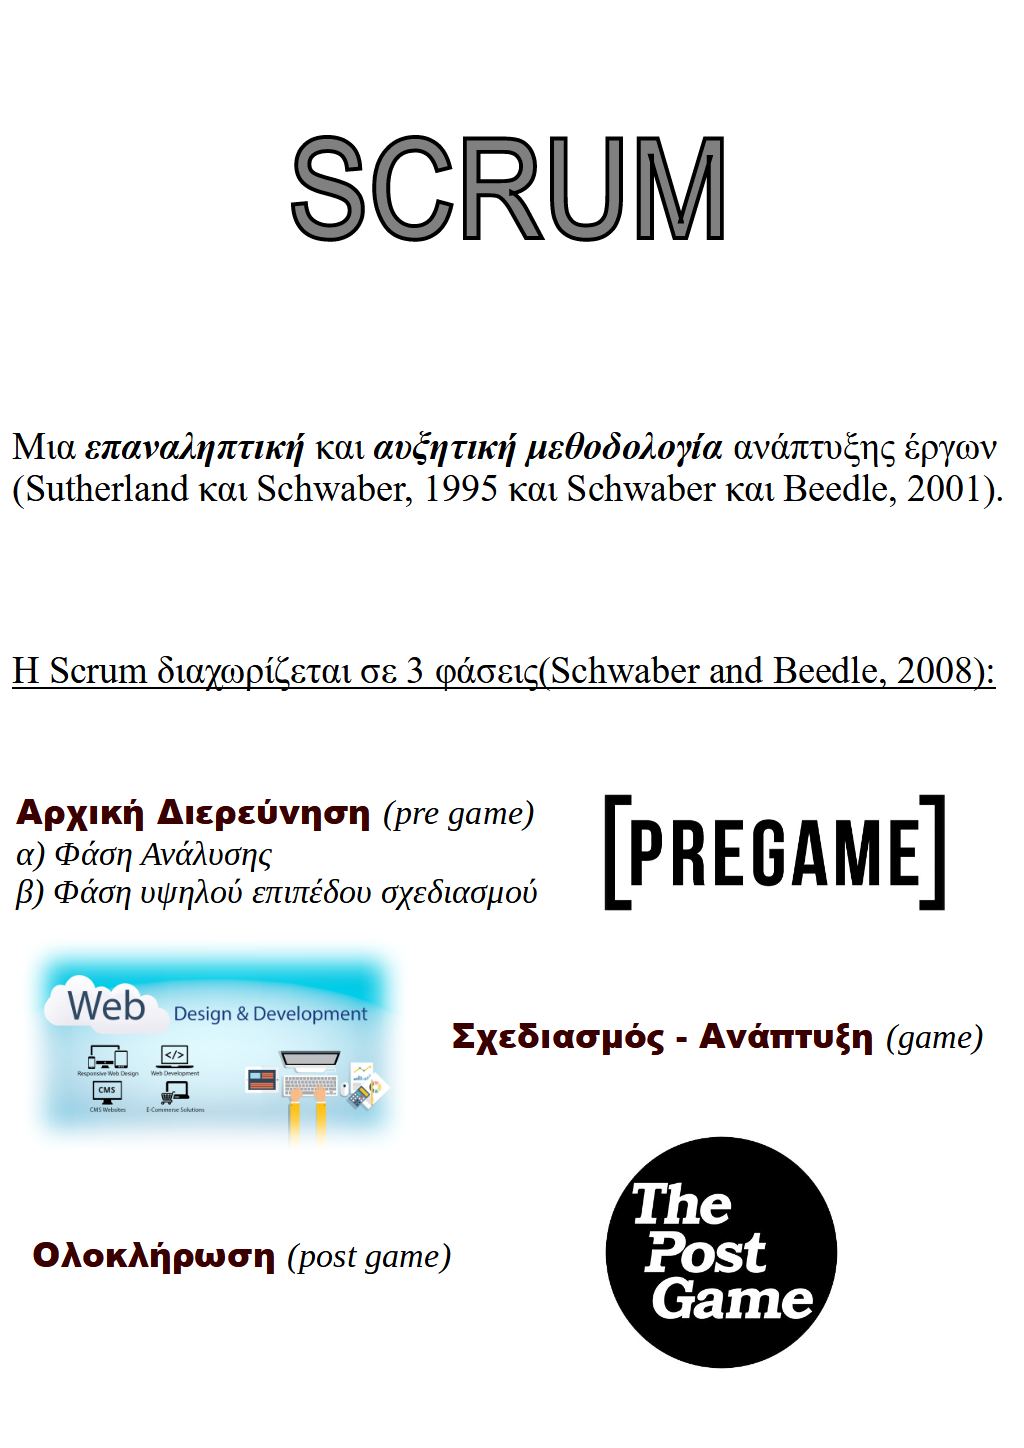 SCRUM
Μια επαναληπτική και αυξητική μεθοδολογία ανάπτυξης έργων
(Sutherland και Schwaber, 1995 και Schwaber και Beedle, 2001).
Η Scrum διαχωρίζεται σε 3 φάσεις(Schwaber and Beedle, 2008):
Αρχική Διερεύνηση (pre game)
α) Φάση Ανάλυσης
β) Φάση υψηλού επιπέδου σχεδιασμού
[PREGAME]
Web Design & Development
Responsive Web Design Web Development
CMS
CMS Websites E-Commerse Solutions
Σχεδιασμός - Ανάπτυξη (game)
Ολοκλήρωση (post game)
The
Post
Game